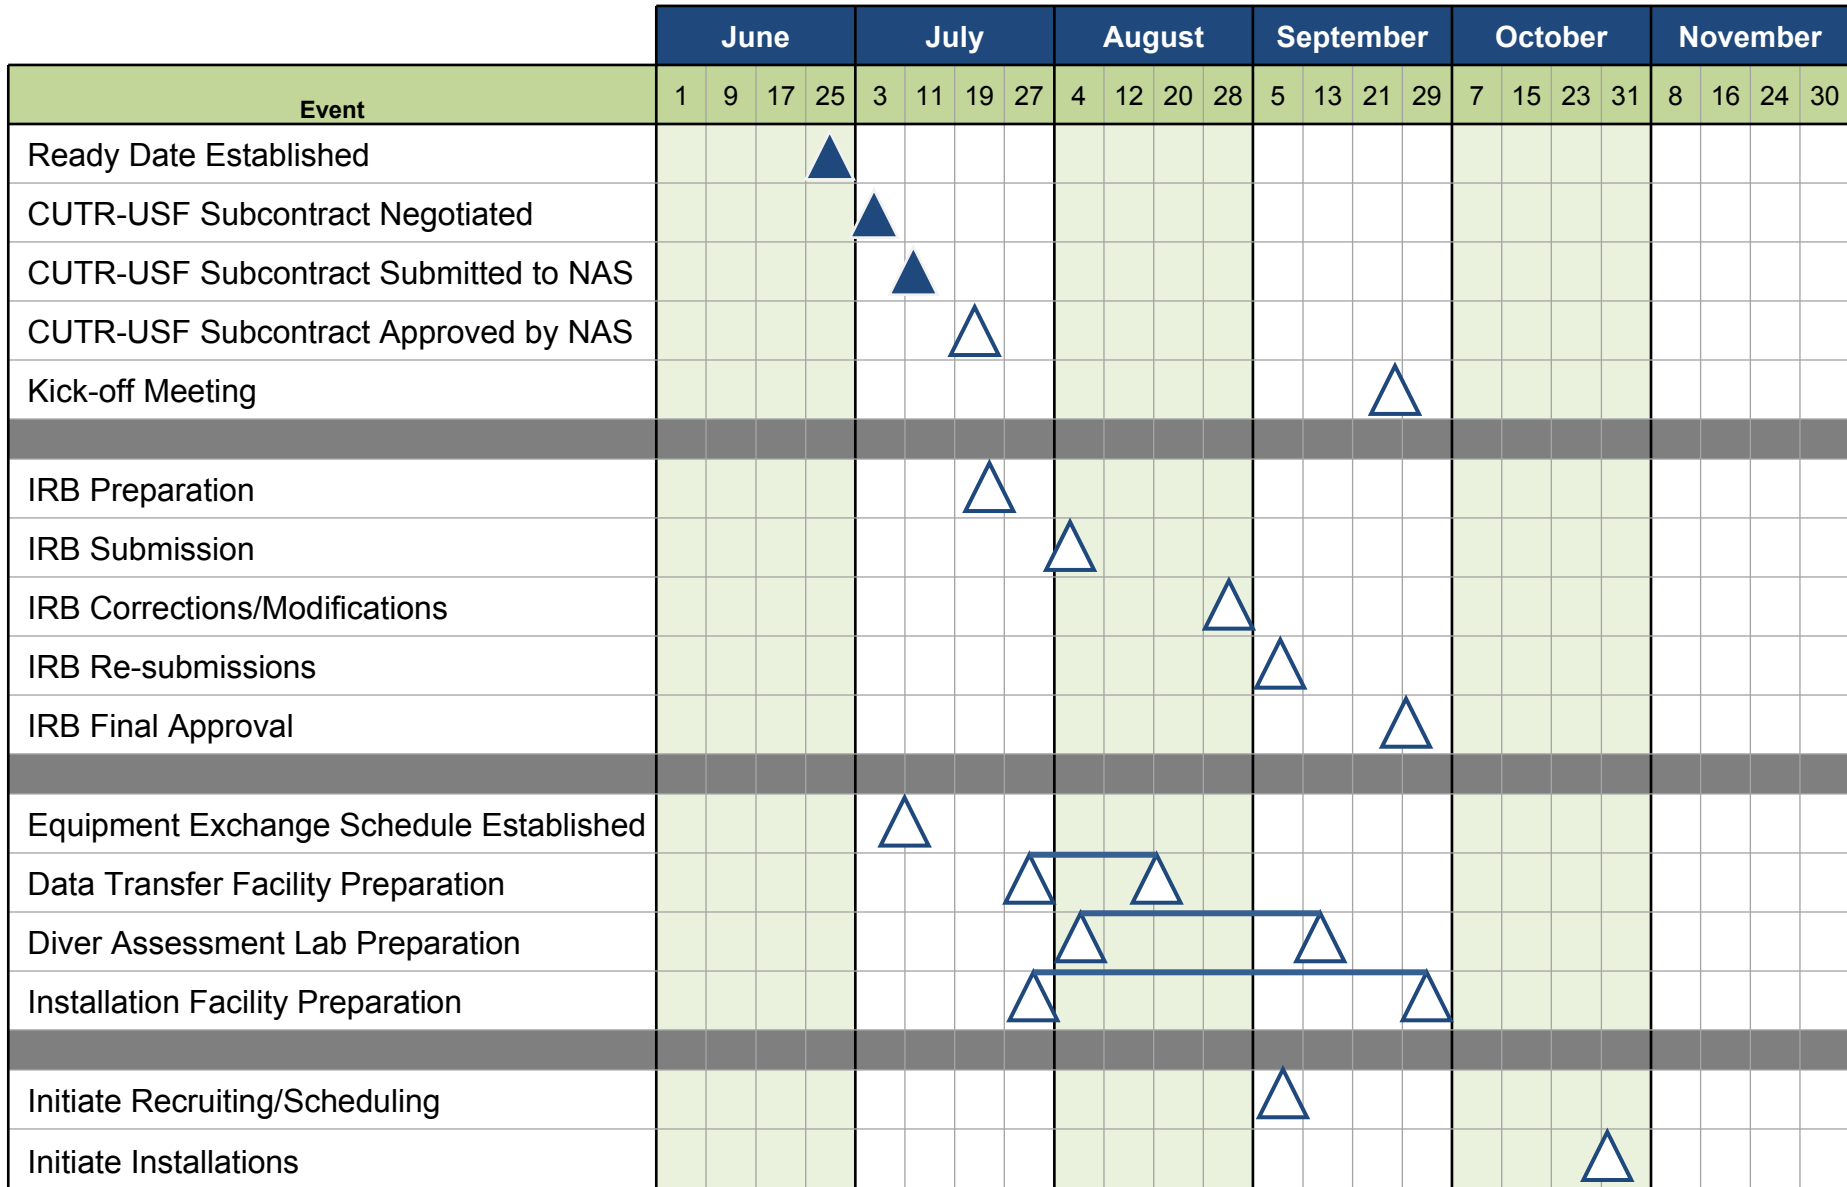 June July August September October November
Event 1 9 17 25 3 11 19 27 4 12 20 28 5 13 21 29 7 15 23 31 8 16 24 30
Ready Date Established
CUTR-USF Subcontract Negotiated
CUTR-USF Subcontract Submitted to NAS
CUTR-USF Subcontract Approved by NAS
Kick-off Meeting
IRB Preparation
IRB Submission
IRB Corrections/Modifications
IRB Re-submissions
IRB Final Approval
Equipment Exchange Schedule Established
Data Transfer Facility Preparation
Diver Assessment Lab Preparation
Installation Facility Preparation
Initiate Recruiting/Scheduling
Initiate Installations